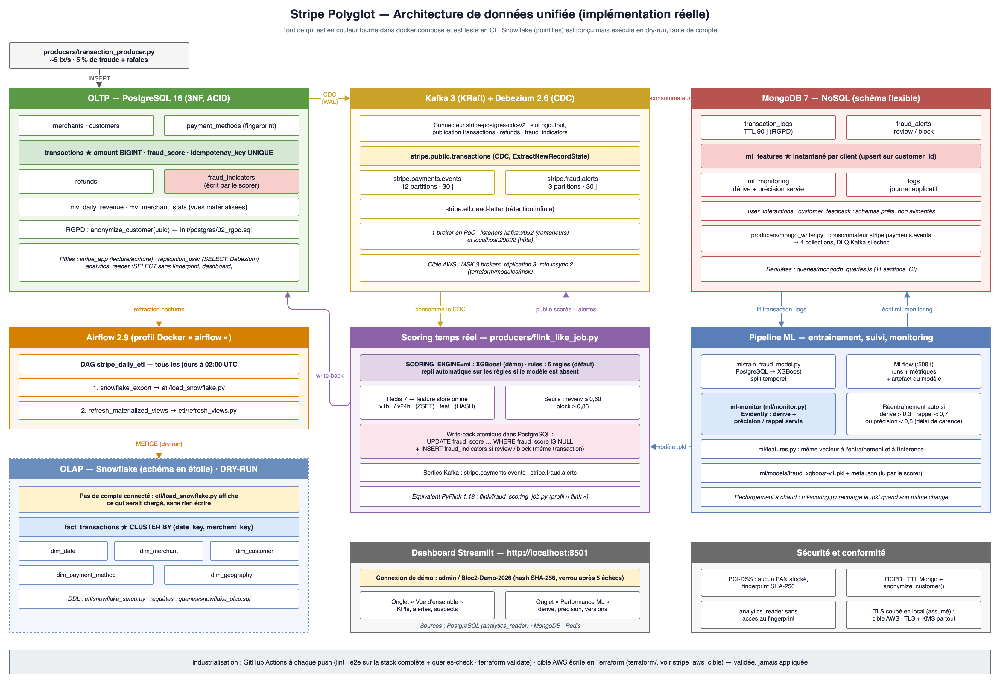 Stripe Polyglot — Architecture de données unifiée (implémentation réelle)
Tout ce qui est en couleur tourne dans docker compose et est testé en CI · Snowflake (pointillés) est conçu mais exécuté en dry-run, faute de compte
producers/transaction_producer.py
~5 tx/s · 5 % de fraude + rafales
INSERT
OLTP — PostgreSQL 16 (3NF, ACID)
merchants · customers
payment_methods (fingerprint)
transactions ★ amount BIGINT · fraud_score · idempotency_key UNIQUE
refunds
fraud_indicators
(écrit par le scorer)
mv_daily_revenue · mv_merchant_stats (vues matérialisées)
RGPD : anonymize_customer(uuid) — init/postgres/02_rgpd.sql
Rôles : stripe_app (lecture/écriture) · replication_user (SELECT, Debezium)
analytics_reader (SELECT sans fingerprint, dashboard)
CDC
(WAL)
Kafka 3 (KRaft) + Debezium 2.6 (CDC)
Connecteur stripe-postgres-cdc-v2 : slot pgoutput,
publication transactions · refunds · fraud_indicators
stripe.public.transactions (CDC, ExtractNewRecordState)
stripe.payments.events
12 partitions · 30 j
stripe.fraud.alerts
3 partitions · 30 j
stripe.etl.dead-letter (rétention infinie)
1 broker en PoC · listeners kafka:9092 (conteneurs)
et localhost:29092 (hôte)
Cible AWS : MSK 3 brokers, réplication 3, min.insync 2
(terraform/modules/msk)
consommateur
MongoDB 7 — NoSQL (schéma flexible)
transaction_logs
TTL 90 j (RGPD)
fraud_alerts
review / block
ml_features ★ instantané par client (upsert sur customer_id)
ml_monitoring
dérive + précision servie
logs
journal applicatif
user_interactions · customer_feedback : schémas prêts, non alimentés
producers/mongo_writer.py : consommateur stripe.payments.events
→ 4 collections, DLQ Kafka si échec
Requêtes : queries/mongodb_queries.js (11 sections, CI)
extraction nocturne
write-back
consomme le CDC
publie scorés + alertes
lit transaction_logs
écrit ml_monitoring
Airflow 2.9 (profil Docker « airflow »)
DAG stripe_daily_etl — tous les jours à 02:00 UTC
1. snowflake_export → etl/load_snowflake.py
2. refresh_materialized_views → etl/refresh_views.py
MERGE (dry-run)
OLAP — Snowflake (schéma en étoile) · DRY-RUN
Pas de compte connecté : etl/load_snowflake.py affiche
ce qui serait chargé, sans rien écrire
fact_transactions ★ CLUSTER BY (date_key, merchant_key)
dim_date
dim_merchant
dim_customer
dim_payment_method
dim_geography
DDL : etl/snowflake_setup.py · requêtes : queries/snowflake_olap.sql
Scoring temps réel — producers/flink_like_job.py
SCORING_ENGINE=ml : XGBoost (démo) · rules : 5 règles (défaut)
repli automatique sur les règles si le modèle est absent
Redis 7 — feature store online
v1h_ / v24h_ (ZSET) · feat_ (HASH)
Seuils : review ≥ 0,60
block ≥ 0,85
Write-back atomique dans PostgreSQL :
UPDATE fraud_score … WHERE fraud_score IS NULL
+ INSERT fraud_indicators si review / block (même transaction)
Sorties Kafka : stripe.payments.events · stripe.fraud.alerts
Équivalent PyFlink 1.18 : flink/fraud_scoring_job.py (profil « flink »)
modèle .pkl
Pipeline ML — entraînement, suivi, monitoring
ml/train_fraud_model.py
PostgreSQL → XGBoost
split temporel
MLflow (:5001)
runs + métriques
+ artefact du modèle
ml-monitor (ml/monitor.py)
Evidently : dérive +
précision / rappel servis
Réentraînement auto si
dérive > 0,3 · rappel < 0,7
ou précision < 0,5 (délai de carence)
ml/features.py : même vecteur à l'entraînement et à l'inférence
ml/models/fraud_xgboost-v1.pkl + meta.json (lu par le scorer)
Rechargement à chaud : ml/scoring.py recharge le .pkl quand son mtime change
Dashboard Streamlit — http://localhost:8501
Connexion de démo : admin / Bloc2-Demo-2026 (hash SHA-256, verrou après 5 échecs)
Onglet « Vue d'ensemble »
KPIs, alertes, suspects
Onglet « Performance ML »
dérive, précision, versions
Sources : PostgreSQL (analytics_reader) · MongoDB · Redis
Sécurité et conformité
PCI-DSS : aucun PAN stocké,
fingerprint SHA-256
RGPD : TTL Mongo +
anonymize_customer()
analytics_reader sans
accès au fingerprint
TLS coupé en local (assumé) ;
cible AWS : TLS + KMS partout
Industrialisation : GitHub Actions à chaque push (lint · e2e sur la stack complète + queries-check · terraform validate) · cible AWS écrite en Terraform (terraform/, voir stripe_aws_cible) — validée, jamais appliquée